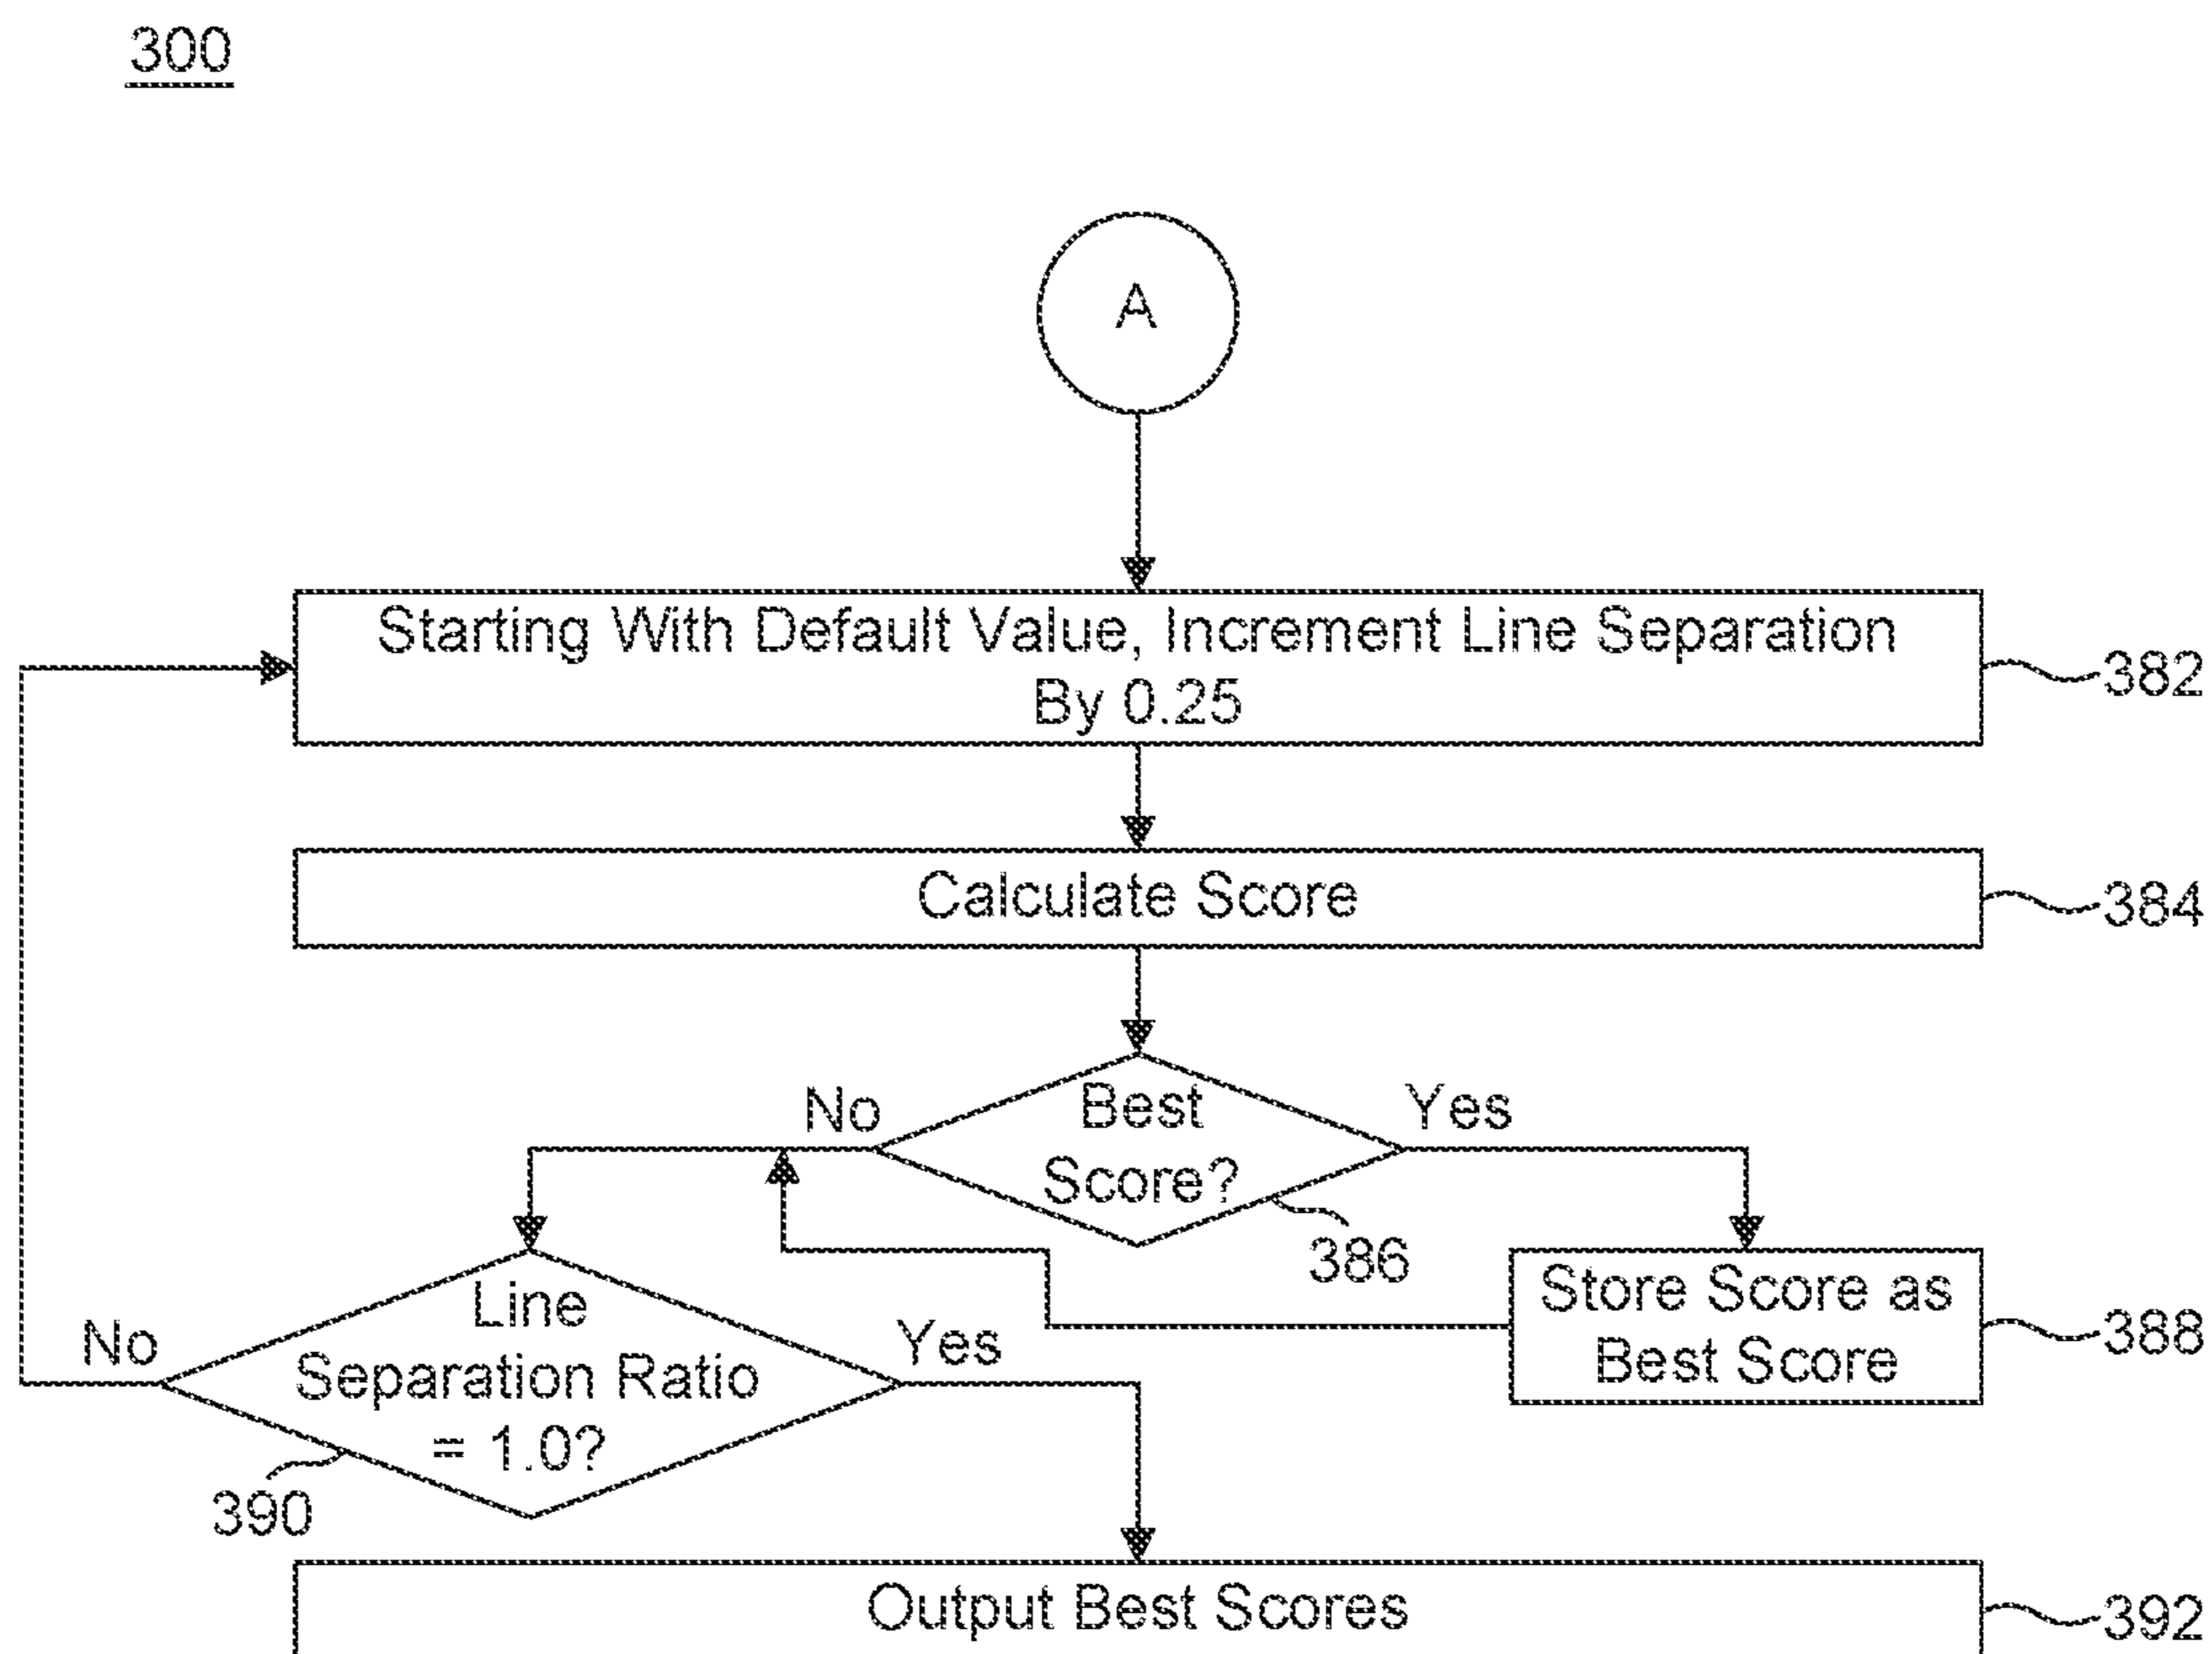 300
A
Starting With Default Value, Increment Line Separation
By 0.25
382
Calculate Score
384
No
Best
Score?
Yes
386
Store Score as
Best Score
388
No
Line
Separation Ratio
= 1.0?
Yes
390
Output Best Scores
392